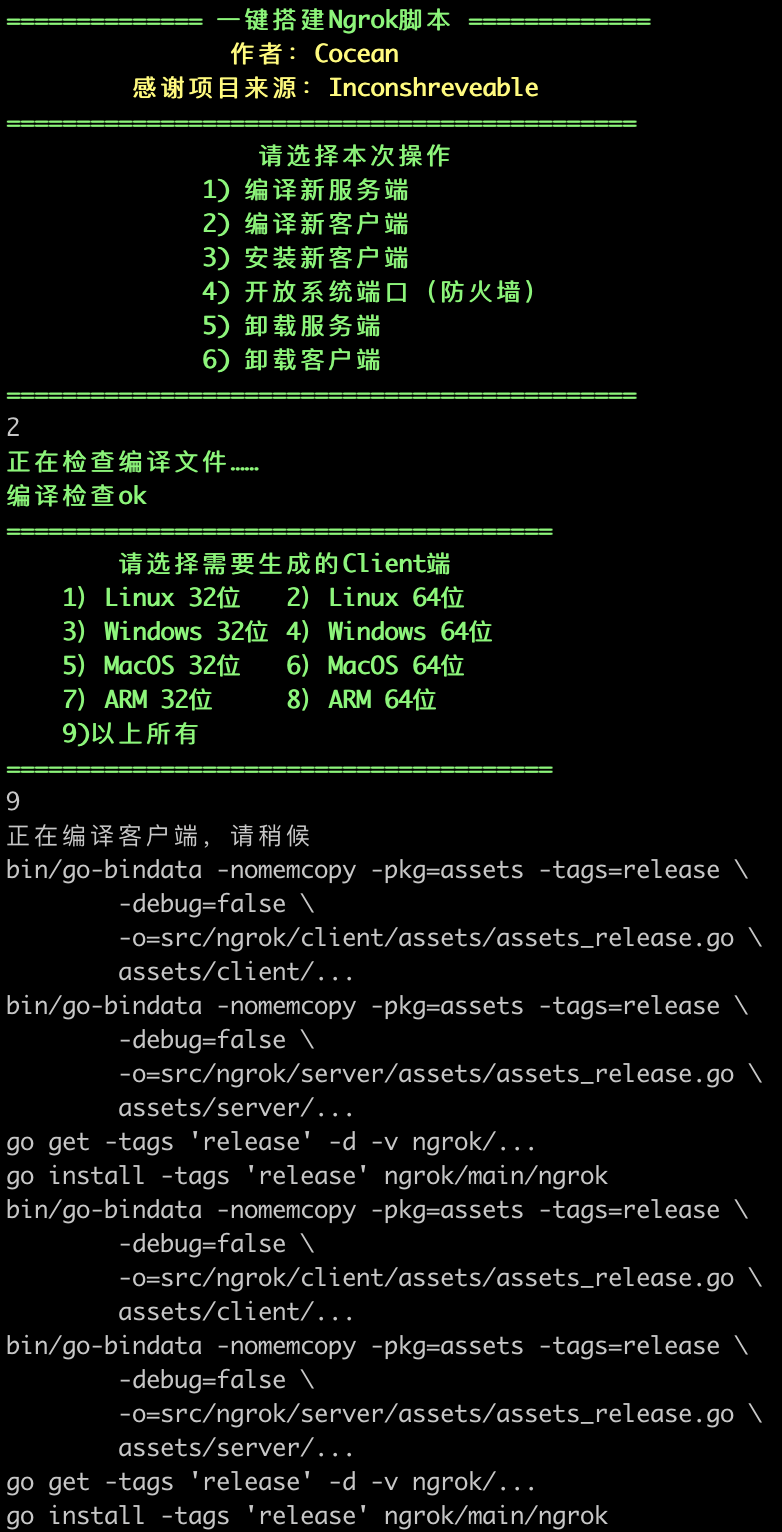 ============== 一键搭建Ngrok脚本 =============
作者：Cocean
感谢项目来源：Inconshreveable
=============================================
请选择本次操作
1) 编译新服务端
2) 编译新客户端
3) 安装新客户端
4) 开放系统端口（防火墙）
5) 卸载服务端
6) 卸载客户端
=============================================
2
正在检查编译文件……
编译检查ok
=======================================
请选择需要生成的Client端
1) Linux 32位   2) Linux 64位
3) Windows 32位 4) Windows 64位
5) MacOS 32位   6) MacOS 64位
7) ARM 32位     8) ARM 64位
9)以上所有
=======================================
9
正在编译客户端，请稍候
bin/go-bindata -nomemcopy -pkg=assets -tags=release \
        -debug=false \
        -o=src/ngrok/client/assets/assets_release.go \
        assets/client/...
bin/go-bindata -nomemcopy -pkg=assets -tags=release \
        -debug=false \
        -o=src/ngrok/server/assets/assets_release.go \
        assets/server/...
go get -tags 'release' -d -v ngrok/...
go install -tags 'release' ngrok/main/ngrok
bin/go-bindata -nomemcopy -pkg=assets -tags=release \
        -debug=false \
        -o=src/ngrok/client/assets/assets_release.go \
        assets/client/...
bin/go-bindata -nomemcopy -pkg=assets -tags=release \
        -debug=false \
        -o=src/ngrok/server/assets/assets_release.go \
        assets/server/...
go get -tags 'release' -d -v ngrok/...
go install -tags 'release' ngrok/main/ngrok